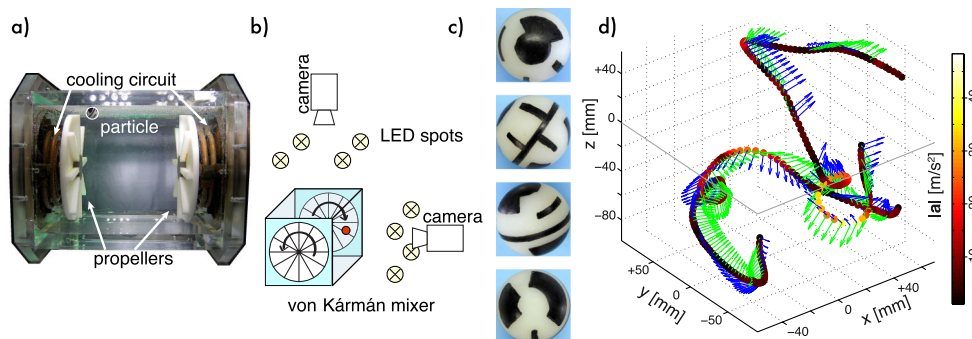 a)
cooling circuit
particle
propellers
b)
camera
LED spots
camera
von Kármán mixer
c)
d)
+40
0
-40
-80
z [mm]
+50
0
-50
y [mm]
-40
0
+40
x [mm]
|a| [m/s²]